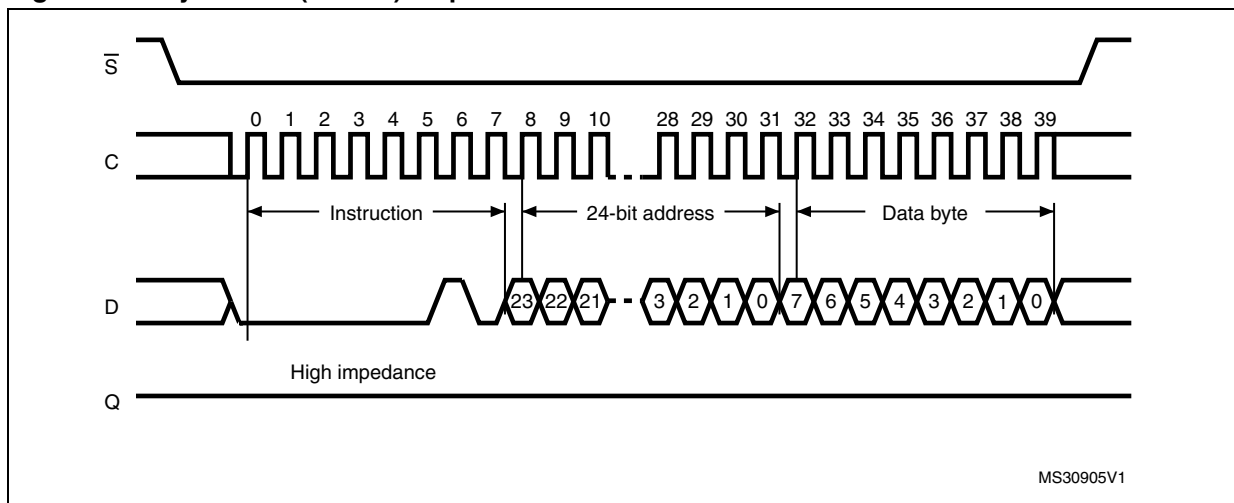 S
0 1 2 3 4 5 6 7 8 9 10 28 29 30 31 32 33 34 35 36 37 38 39
C
Instruction 24-bit address Data byte
D
23 22 21 3 2 1 0 7 6 5 4 3 2 1 0
High impedance
Q
MS30905V1